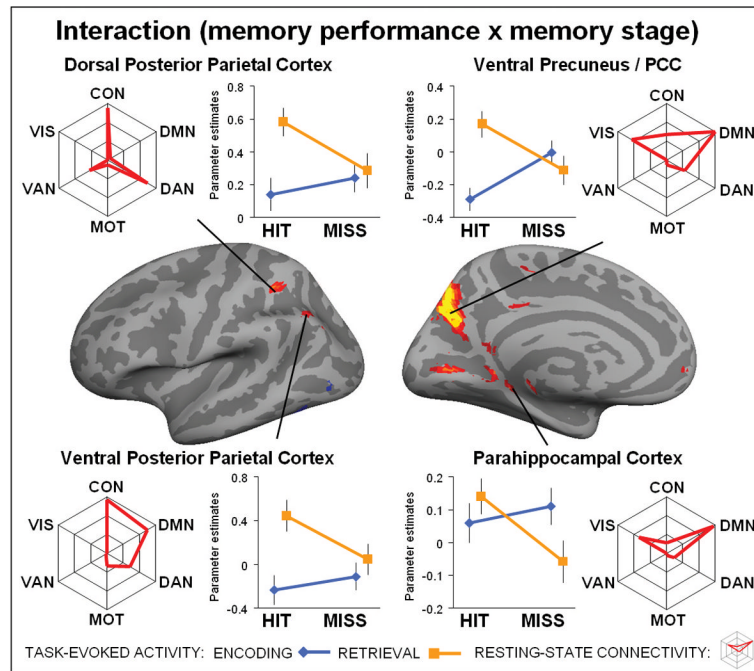 Interaction (memory performance x memory stage)
Dorsal Posterior Parietal Cortex
CON
VIS
DMN
VAN
DAN
MOT
Parameter estimates
0.8
0.6
0.4
0.2
0
HIT MISS
Ventral Precuneus / PCC
Parameter estimates
0.4
0.2
0
-0.2
-0.4
HIT MISS
CON
VIS
DMN
VAN
DAN
MOT
Ventral Posterior Parietal Cortex
CON
VIS
DMN
VAN
DAN
MOT
Parameter estimates
0.8
0.4
0
-0.4
HIT MISS
Parahippocampal Cortex
Parameter estimates
0.2
0.1
0
-0.1
-0.2
HIT MISS
CON
VIS
DMN
VAN
DAN
MOT
TASK-EVOKED ACTIVITY: ENCODING RETRIEVAL RESTING-STATE CONNECTIVITY: